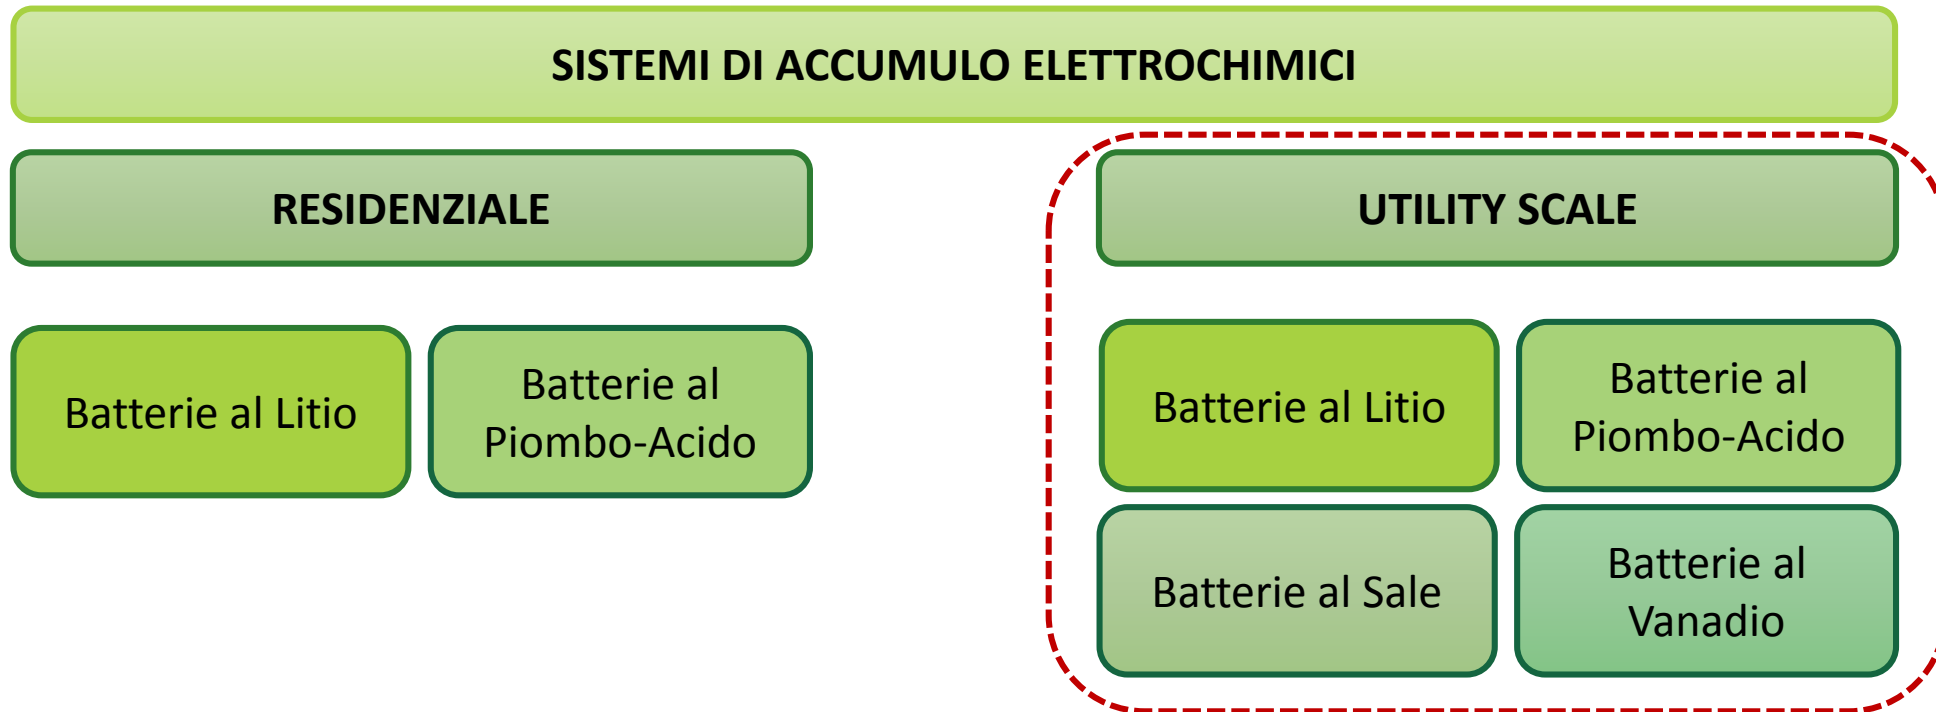 SISTEMI DI ACCUMULO ELETTROCHIMICI
RESIDENZIALE
UTILITY SCALE
Batterie al Litio
Batterie al
Piombo-Acido
Batterie al Litio
Batterie al
Piombo-Acido
Batterie al Sale
Batterie al
Vanadio